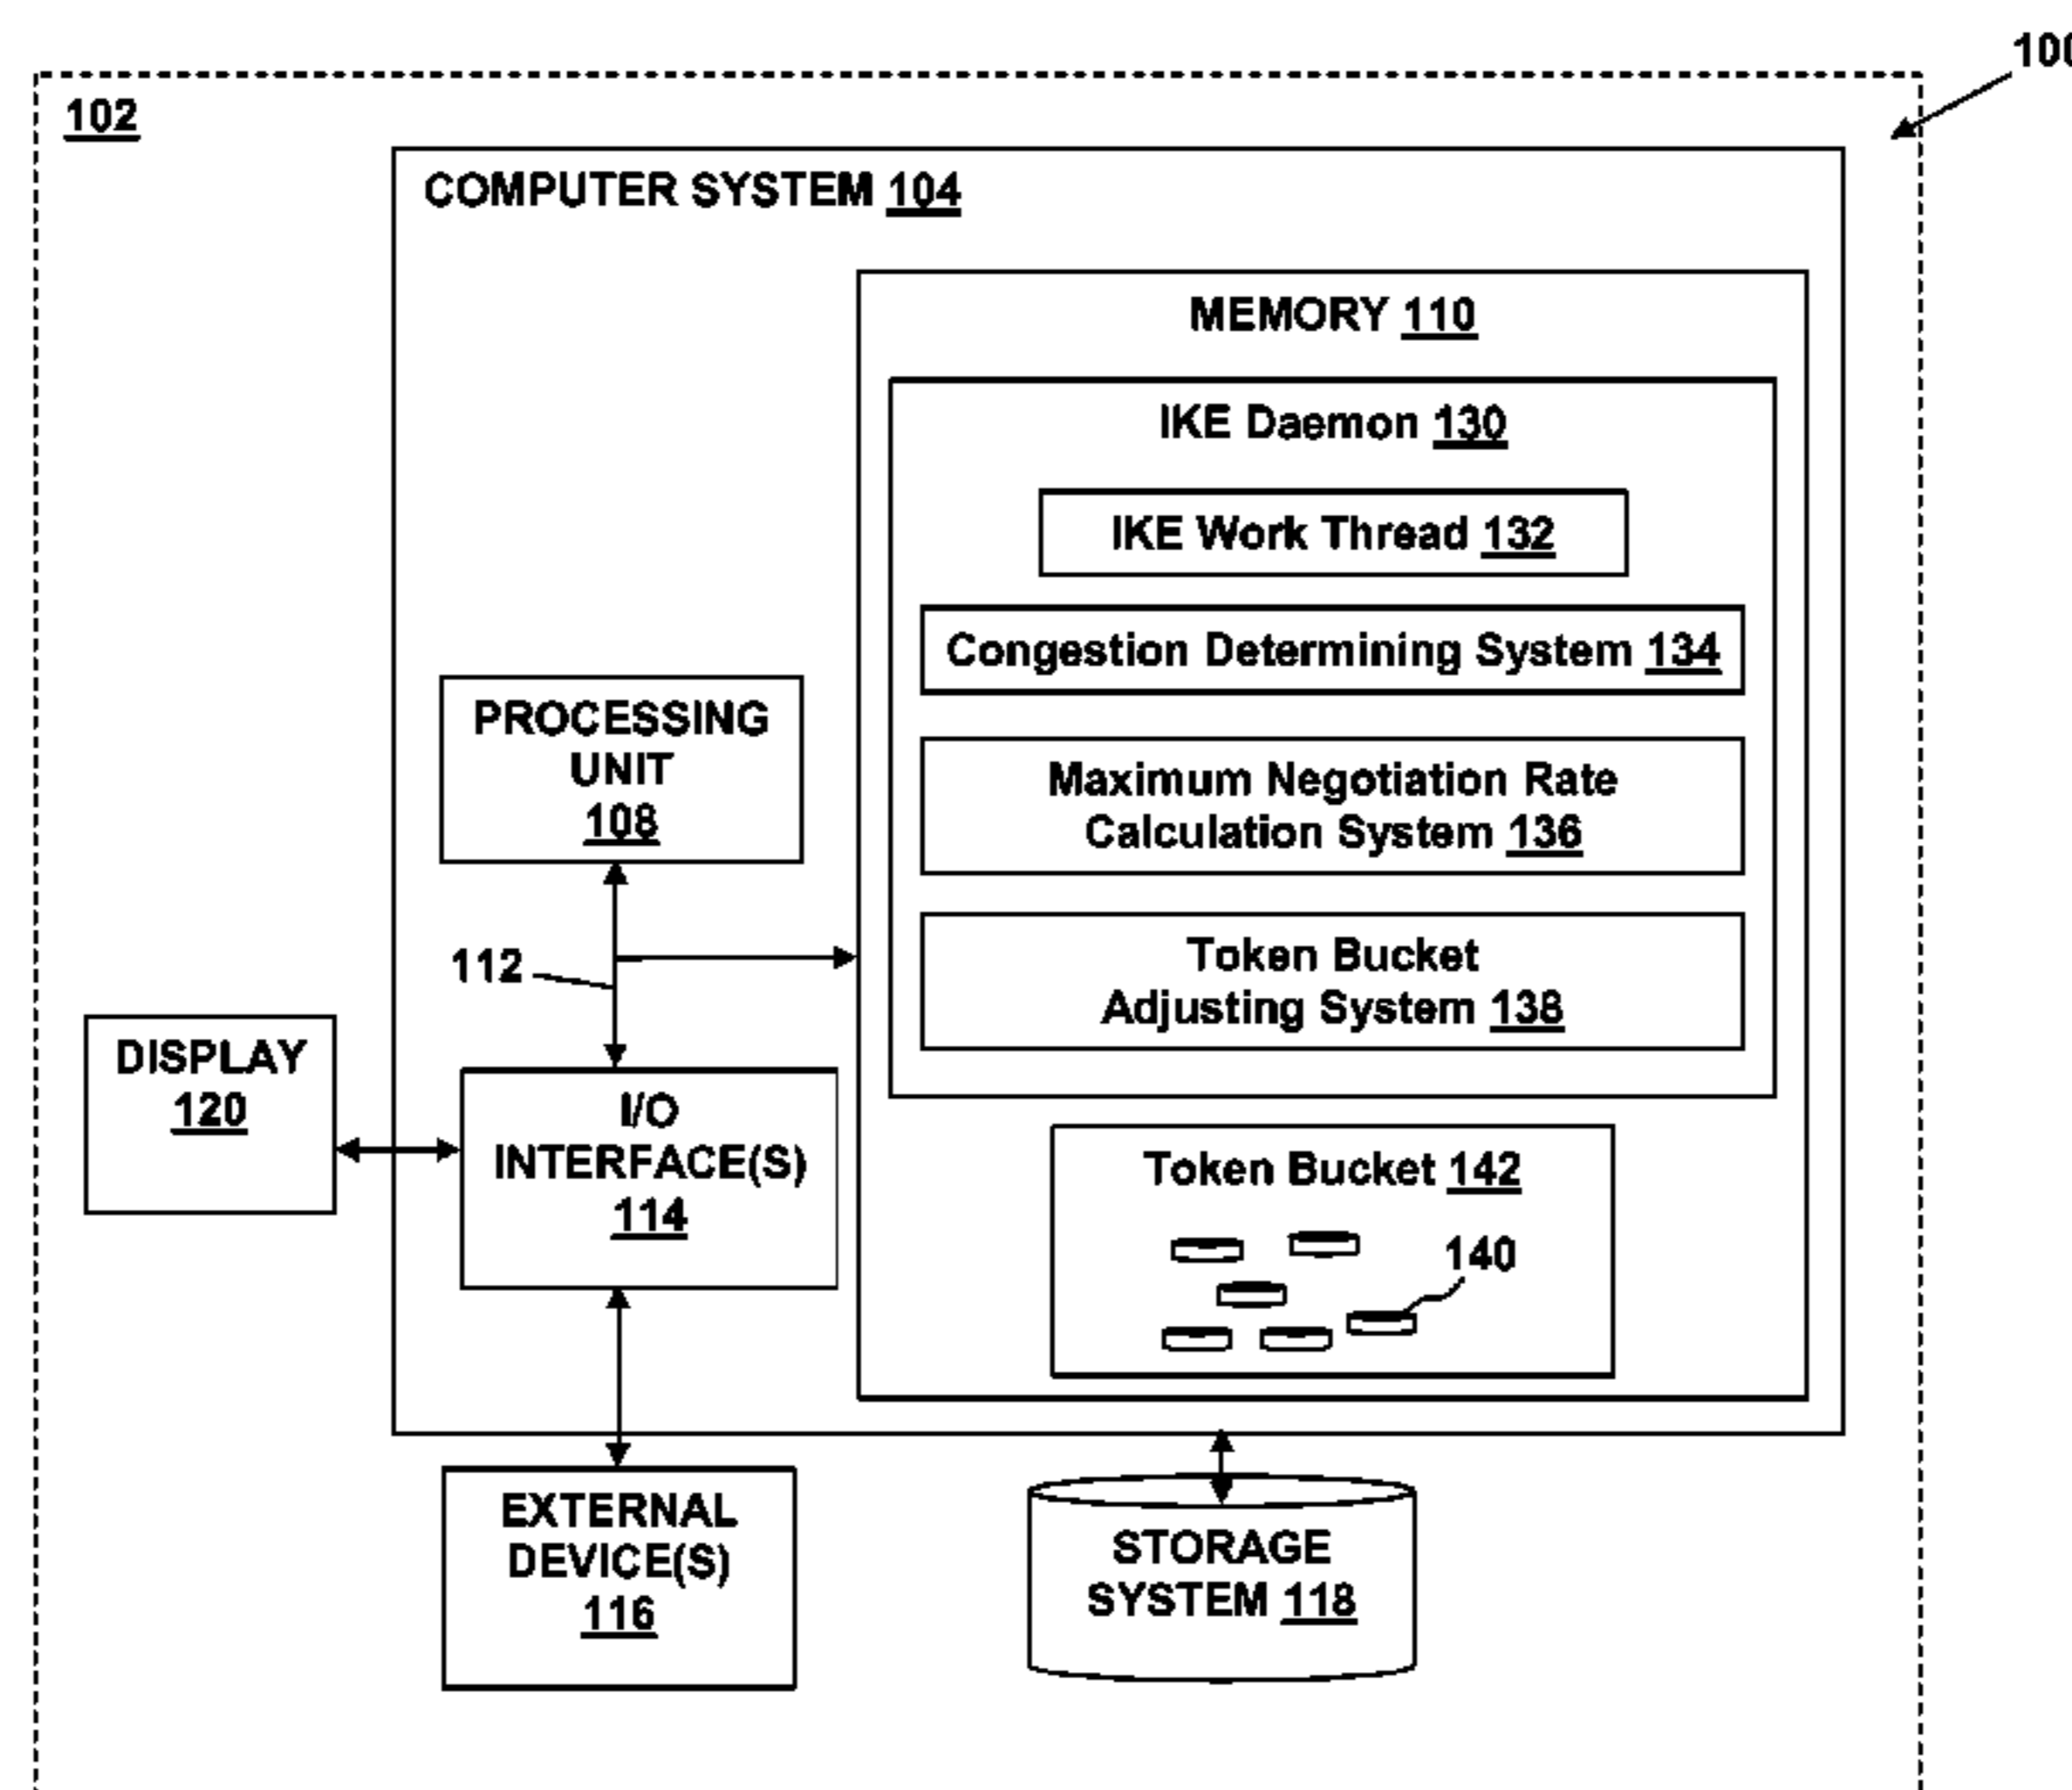 100
102
COMPUTER SYSTEM 104
MEMORY 110
IKE Daemon 130
IKE Work Thread 132
Congestion Determining System 134
PROCESSING
UNIT
108
Maximum Negotiation Rate
Calculation System 136
112
Token Bucket
Adjusting System 138
DISPLAY
120
I/O
INTERFACE(S)
114
Token Bucket 142
140
EXTERNAL
DEVICE(S)
116
STORAGE
SYSTEM 118